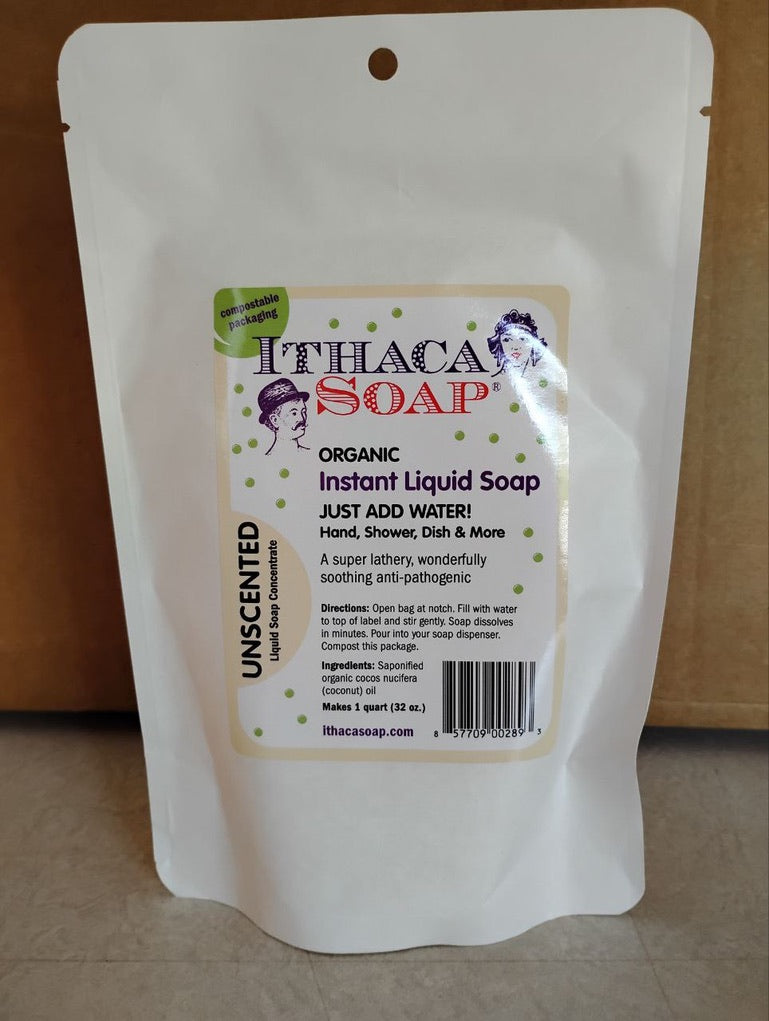 compostable
packaging
ITHACA
SOAP®
ORGANIC
Instant Liquid Soap
JUST ADD WATER!
Hand, Shower, Dish & More
A super lathery, wonderfully
soothing anti-pathogenic
UNSCENTED
Liquid Soap Concentrate
Directions: Open bag at notch. Fill with water
to top of label and stir gently. Soap dissolves
in minutes. Pour into your soap dispenser.
Compost this package.
Ingredients: Saponified
organic cocos nucifera
(coconut) oil
Makes 1 quart (32 oz.)
ithacasoap.com
8 57709 00289 3